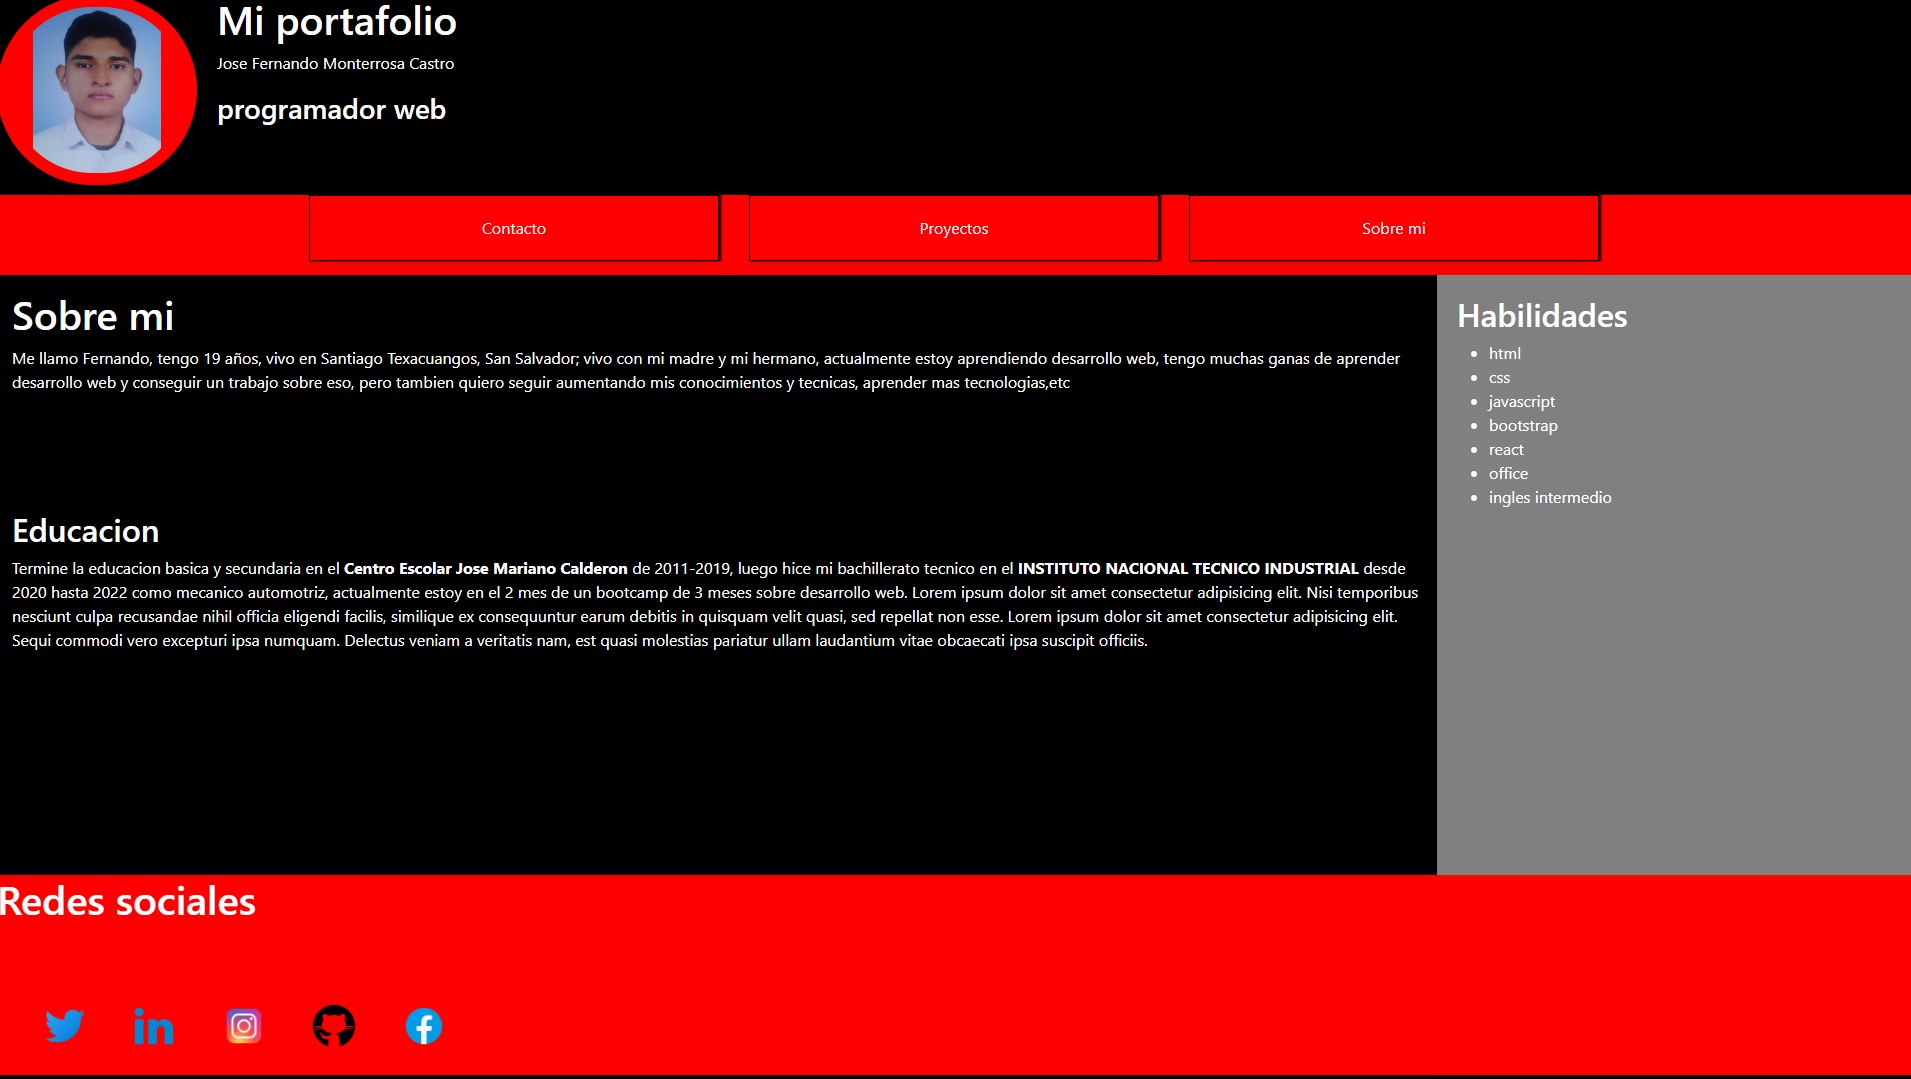 Mi portafolio
Jose Fernando Monterrosa Castro
programador web
Contacto
Proyectos
Sobre mi
Sobre mi
Me llamo Fernando, tengo 19 años, vivo en Santiago Texacuangos, San Salvador; vivo con mi madre y mi hermano, actualmente estoy aprendiendo desarrollo web, tengo muchas ganas de aprender
desarrollo web y conseguir un trabajo sobre eso, pero tambien quiero seguir aumentando mis conocimientos y tecnicas, aprender mas tecnologias,etc
Educacion
Termine la educacion basica y secundaria en el Centro Escolar Jose Mariano Calderon de 2011-2019, luego hice mi bachillerato tecnico en el INSTITUTO NACIONAL TECNICO INDUSTRIAL desde
2020 hasta 2022 como mecanico automotriz, actualmente estoy en el 2 mes de un bootcamp de 3 meses sobre desarrollo web. Lorem ipsum dolor sit amet consectetur adipisicing elit. Nisi temporibus
nesciunt culpa recusandae nihil officia eligendi facilis, similique ex consequuntur earum debitis in quisquam velit quasi, sed repellat non esse. Lorem ipsum dolor sit amet consectetur adipisicing elit.
Sequi commodi vero excepturi ipsa numquam. Delectus veniam a veritatis nam, est quasi molestias pariatur ullam laudantium vitae obcaecati ipsa suscipit officiis.
Habilidades
html
css
javascript
bootstrap
react
office
ingles intermedio
Redes sociales